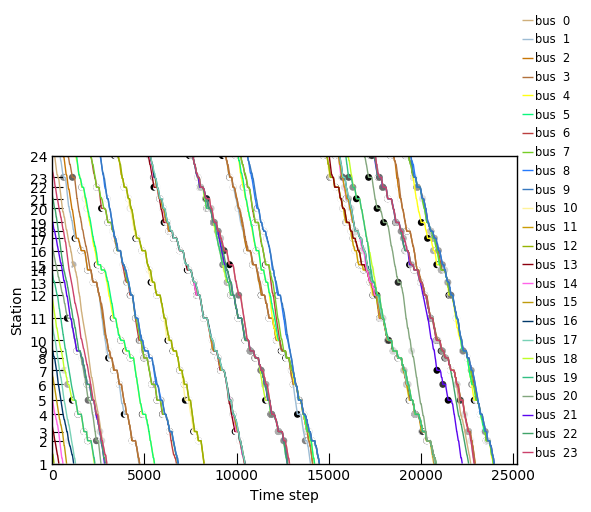 bus 0
bus 1
bus 2
bus 3
bus 4
bus 5
bus 6
bus 7
bus 8
bus 9
bus 10
bus 11
bus 12
bus 13
bus 14
bus 15
bus 16
bus 17
bus 18
bus 19
bus 20
bus 21
bus 22
bus 23
Station
24
23
22
21
20
19
18
17
16
15
14
13
12
11
10
9
8
7
6
5
4
3
2
1
0 5000 10000 15000 20000 25000
Time step